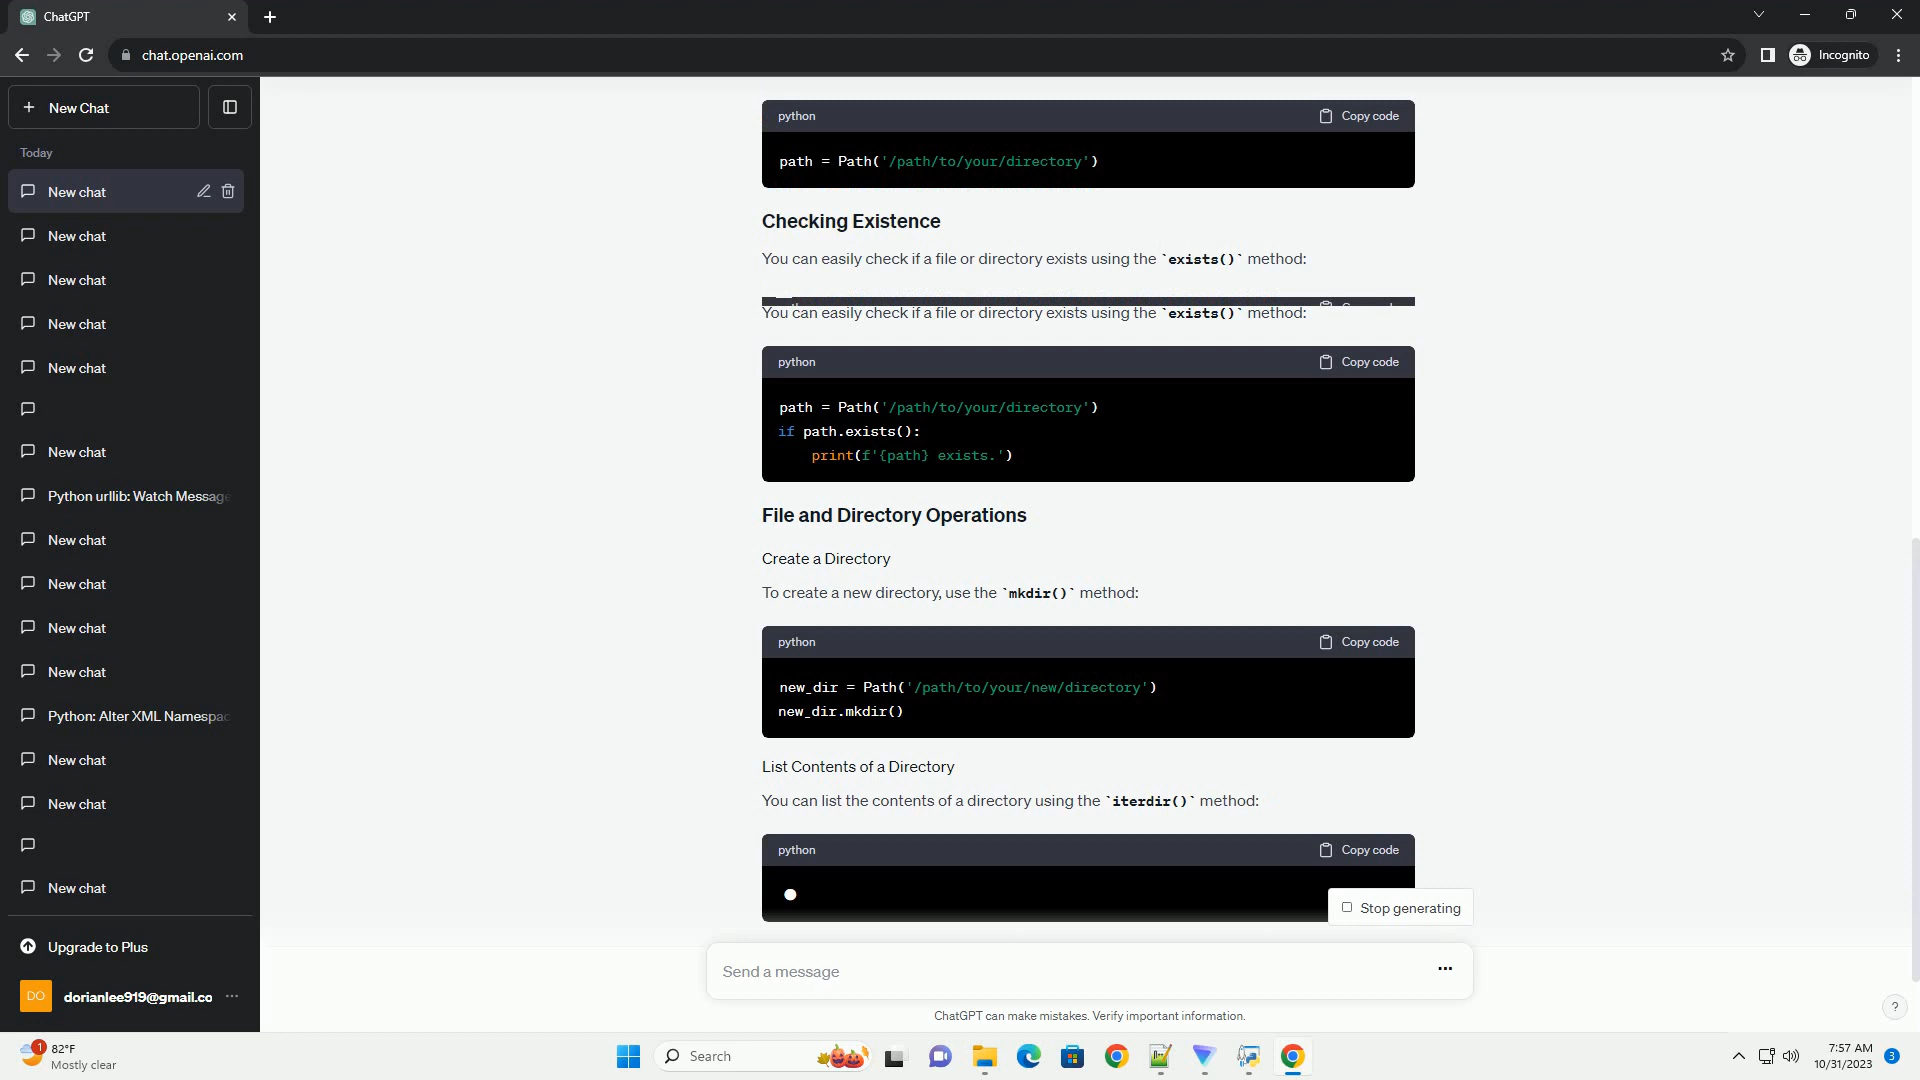 ChatGPT
chat.openai.com
Incognito
New Chat
Today
New chat
New chat
New chat
New chat
New chat
New chat
Python urllib: Watch Message
New chat
New chat
New chat
New chat
Python: Alter XML Namespac
New chat
New chat
New chat
Upgrade to Plus
DO
dorianlee919@gmail.co
python
Copy code
path = Path('/path/to/your/directory')
Checking Existence
You can easily check if a file or directory exists using the `exists()` method:
You can easily check if a file or directory exists using the `exists()` method:
python
Copy code
path = Path('/path/to/your/directory')
if path.exists():
print(f'{path} exists.')
File and Directory Operations
Create a Directory
To create a new directory, use the `mkdir()` method:
python
Copy code
new_dir = Path('/path/to/your/new/directory')
new_dir.mkdir()
List Contents of a Directory
You can list the contents of a directory using the `iterdir()` method:
python
Copy code
Stop generating
Send a message
ChatGPT can make mistakes. Verify important information.
?
1
82°F
Mostly clear
Search
7:57 AM
10/31/2023
3